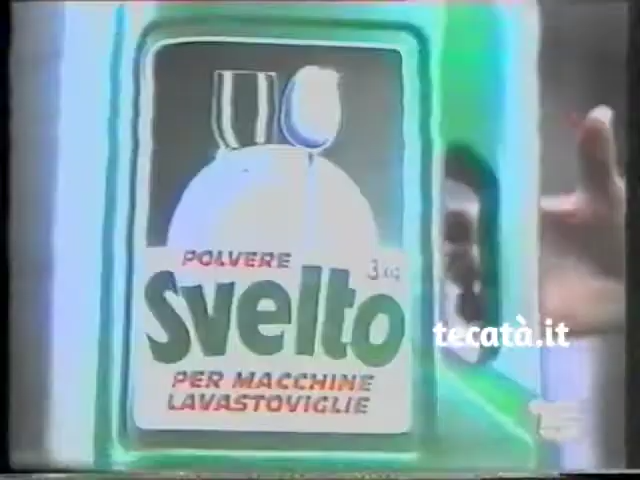 POLVERE
3 KG
Svelto
PER MACCHINE
LAVASTOVIGLIE
tecatà.it